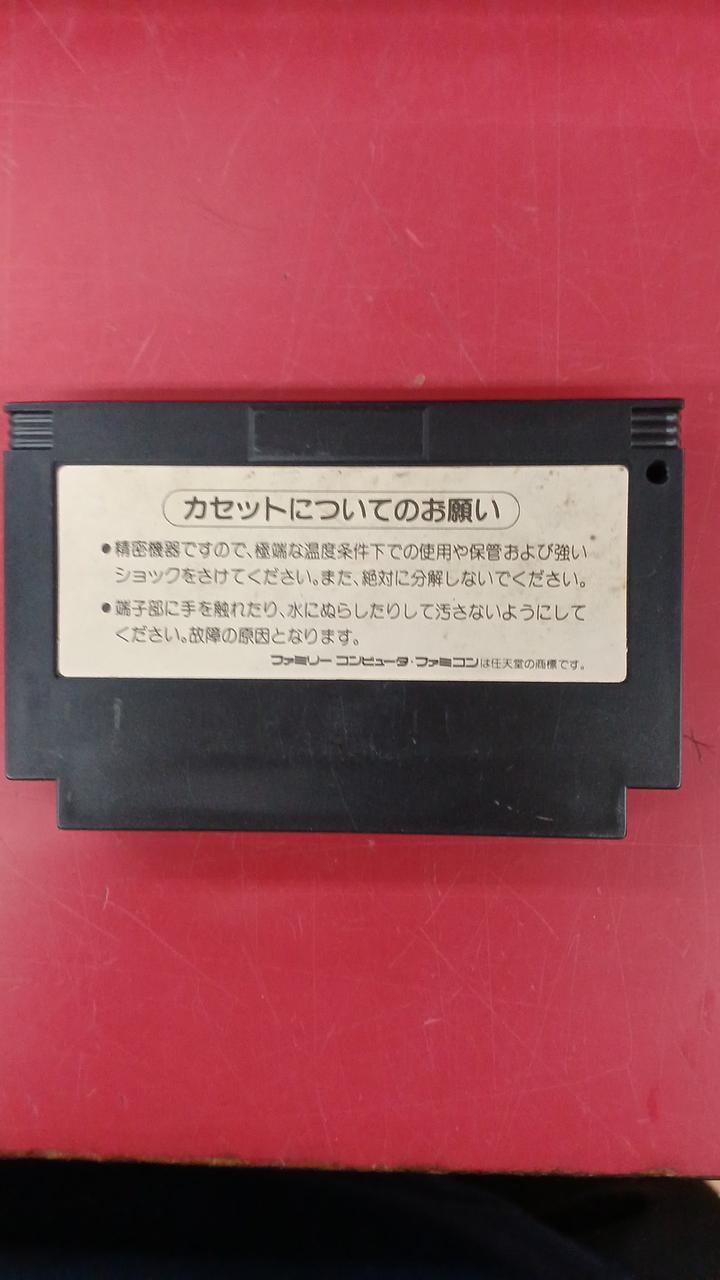 カセットについてのお願い
●精密機器ですので、極端な温度条件下での使用や保管および強い
ショックをさけてください。また、絶対に分解しないでください。
●端子部に手を触れたり、水にぬらしたりして汚さないようにして
ください。故障の原因となります。
ファミリーコンピュータ・ファミコンは任天堂の商標です。